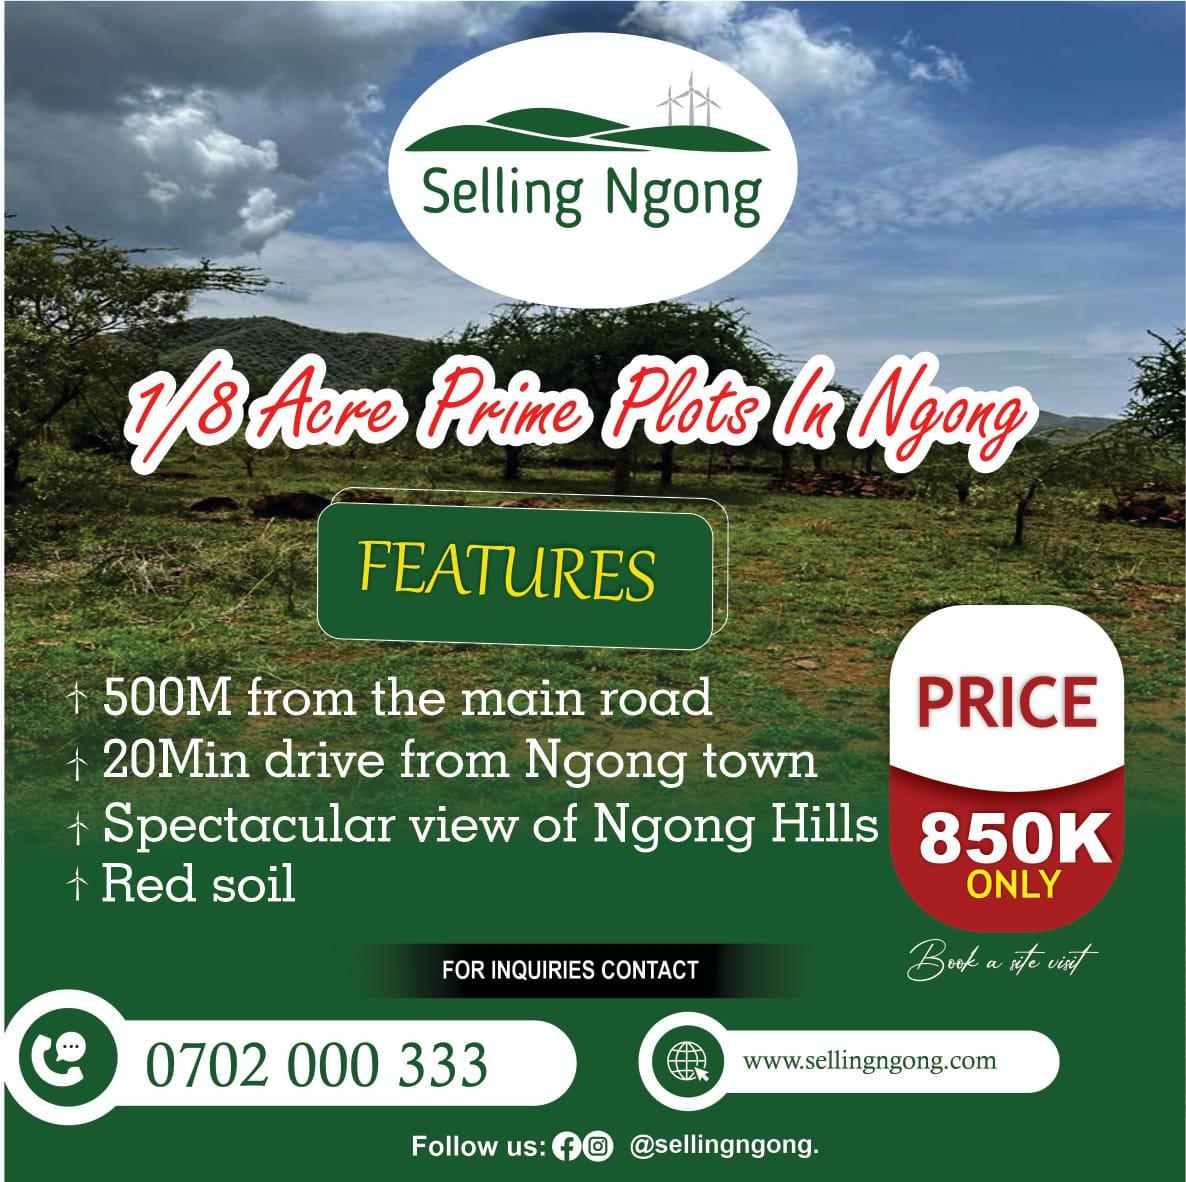 Selling Ngong
1/8 Acre Prime Plots In Ngong
FEATURES
500M from the main road
20Min drive from Ngong town
Spectacular view of Ngong Hills
Red soil
PRICE
850K
ONLY
Book a site visit
FOR INQUIRIES CONTACT
0702 000 333
www.sellingngong.com
Follow us: @sellingngong.